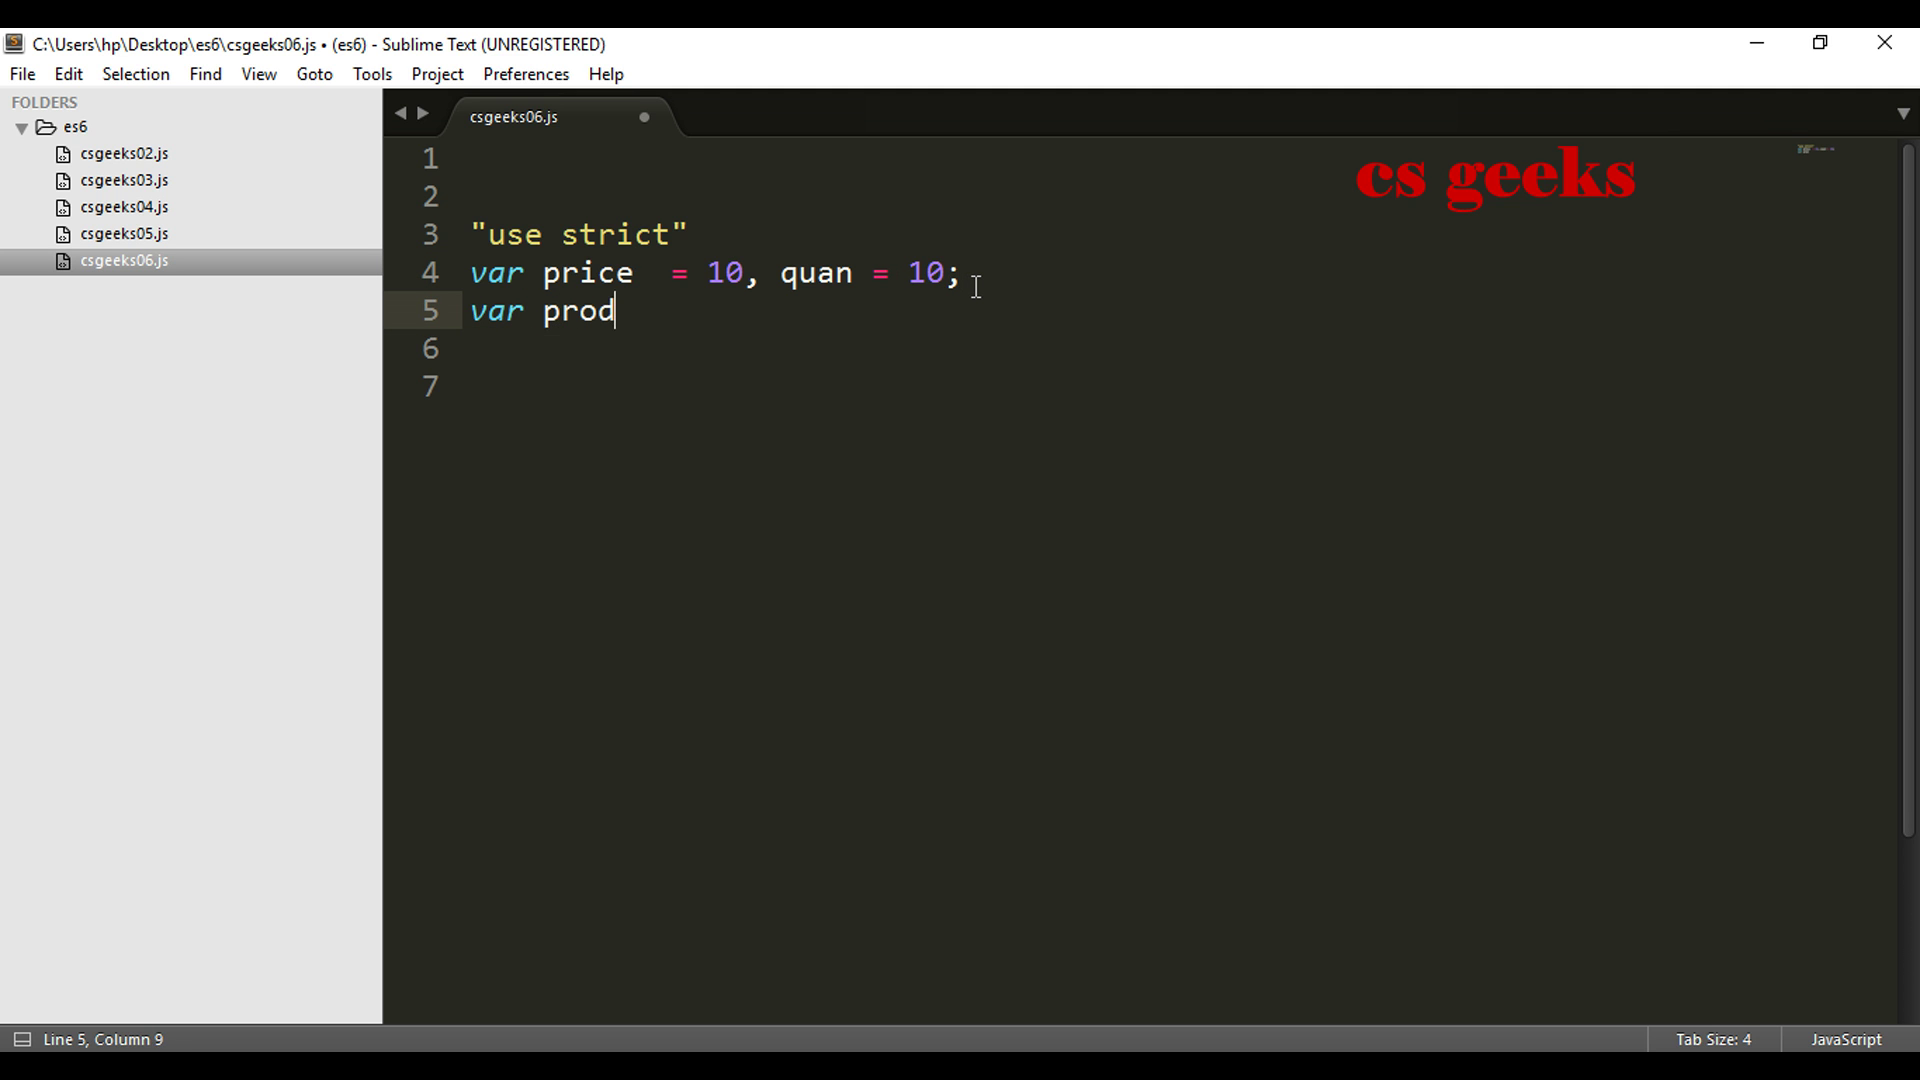 C:\Users\hp\Desktop\es6\csgeeks06.js • (es6) - Sublime Text (UNREGISTERED)
File Edit Selection Find View Goto Tools Project Preferences Help
FOLDERS
es6
csgeeks02.js
csgeeks03.js
csgeeks04.js
csgeeks05.js
csgeeks06.js
csgeeks06.js
cs geeks
1
2
3 "use strict"
4 var price  = 10, quan = 10;
5 var prod
6
7
Line 5, Column 9
Tab Size: 4
JavaScript